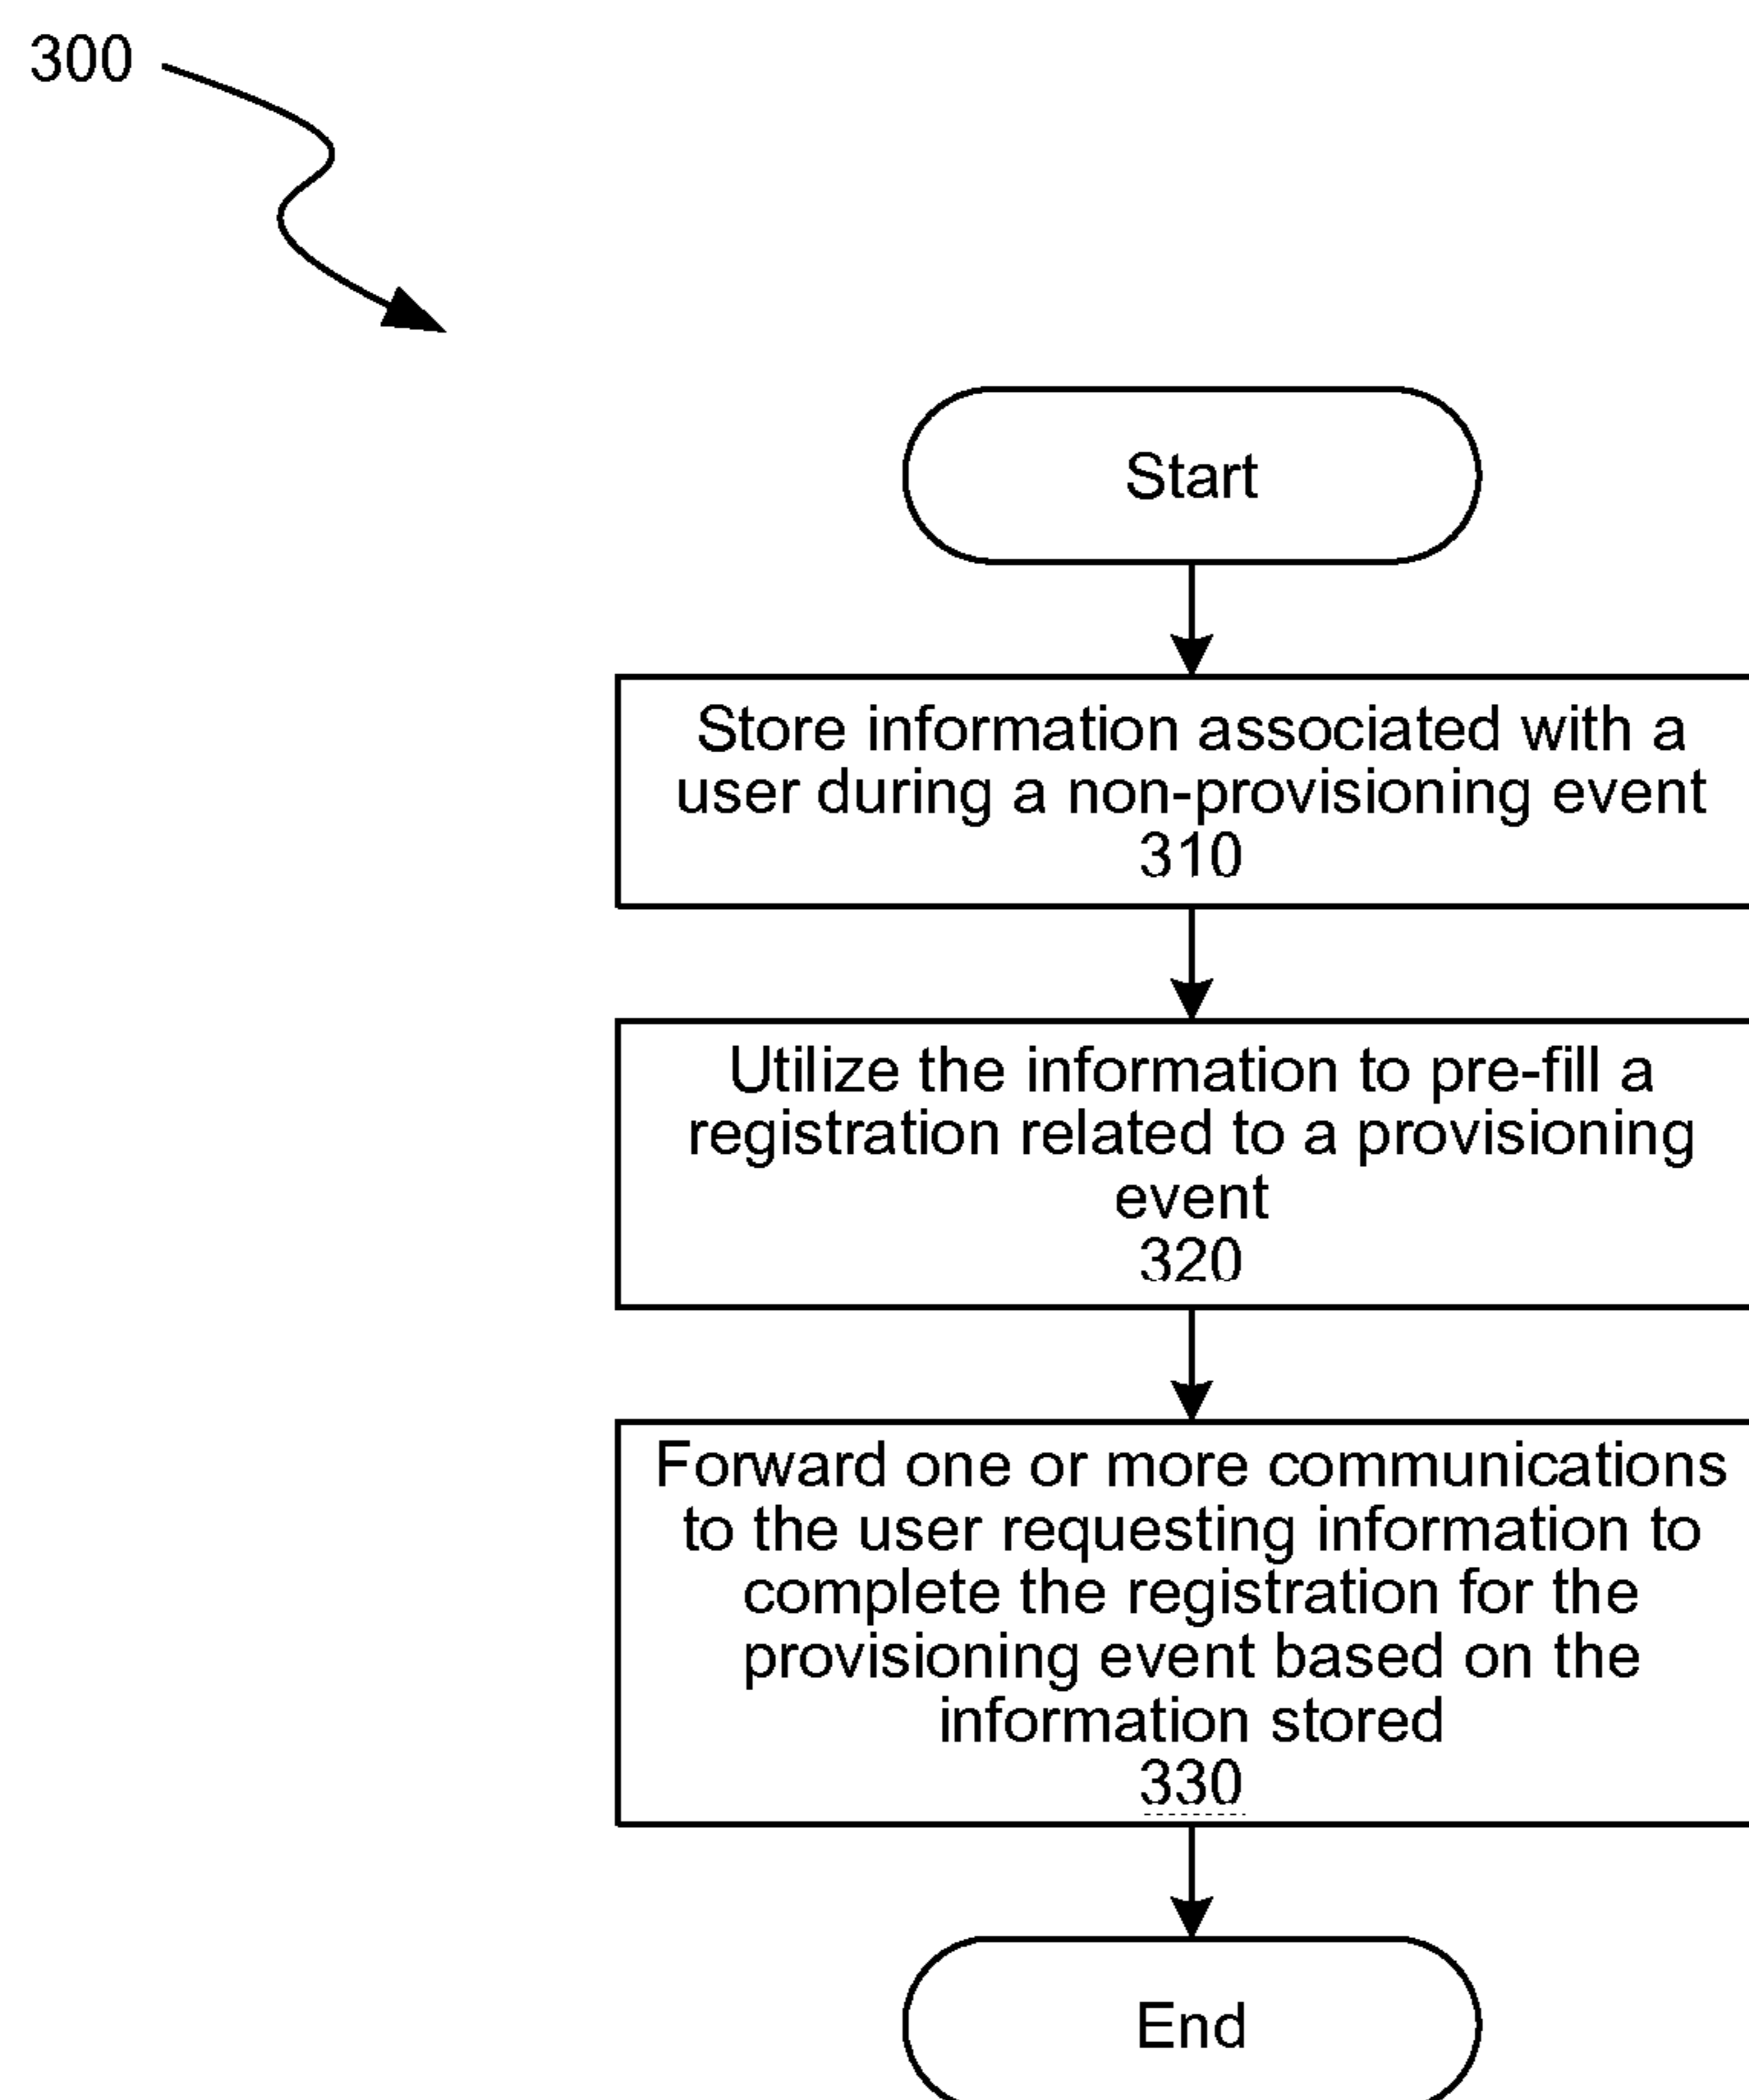 300
Start
Store information associated with a
user during a non-provisioning event
310
Utilize the information to pre-fill a
registration related to a provisioning
event
320
Forward one or more communications
to the user requesting information to
complete the registration for the
provisioning event based on the
information stored
330
End